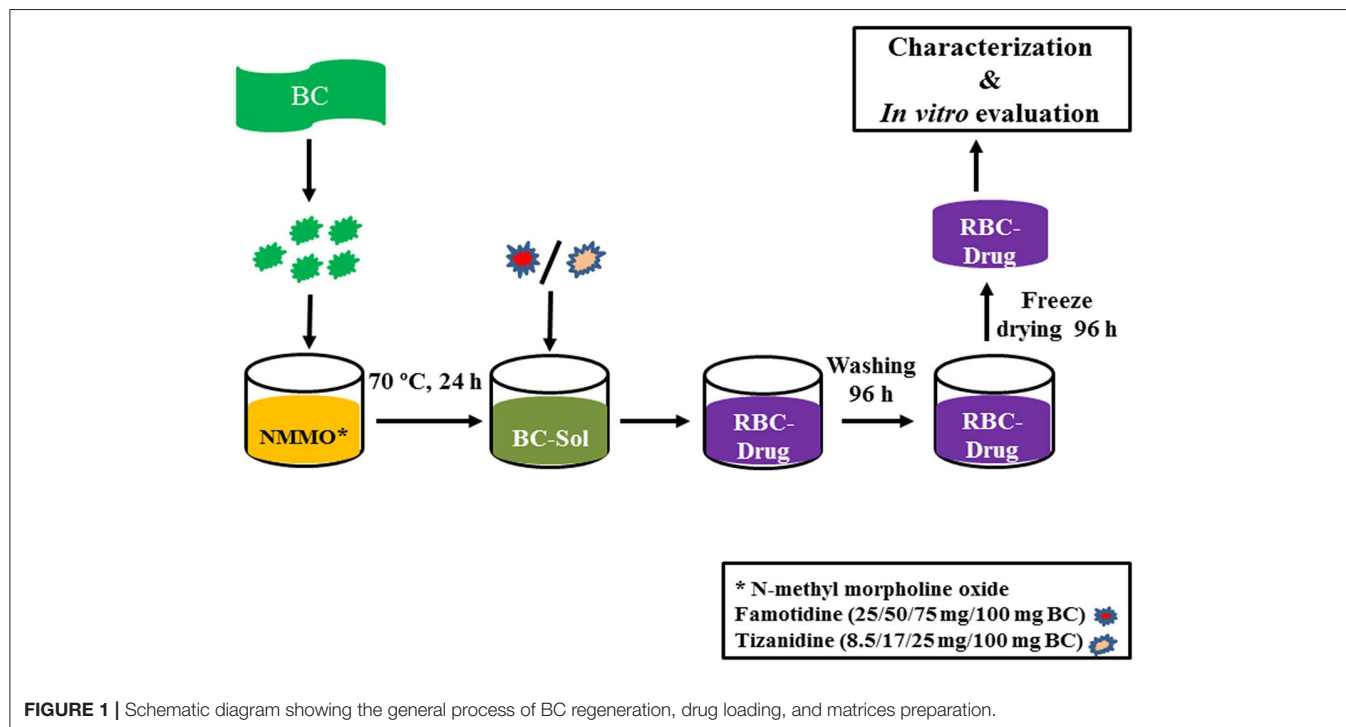 BC
NMMO*
70 ºC, 24 h
BC-Sol
RBC-
Drug
Washing
96 h
RBC-
Drug
Freeze
drying 96 h
RBC-
Drug
Characterization
&
In vitro evaluation
* N-methyl morpholine oxide
Famotidine (25/50/75 mg/100 mg BC)
Tizanidine (8.5/17/25 mg/100 mg BC)
FIGURE 1 | Schematic diagram showing the general process of BC regeneration, drug loading, and matrices preparation.